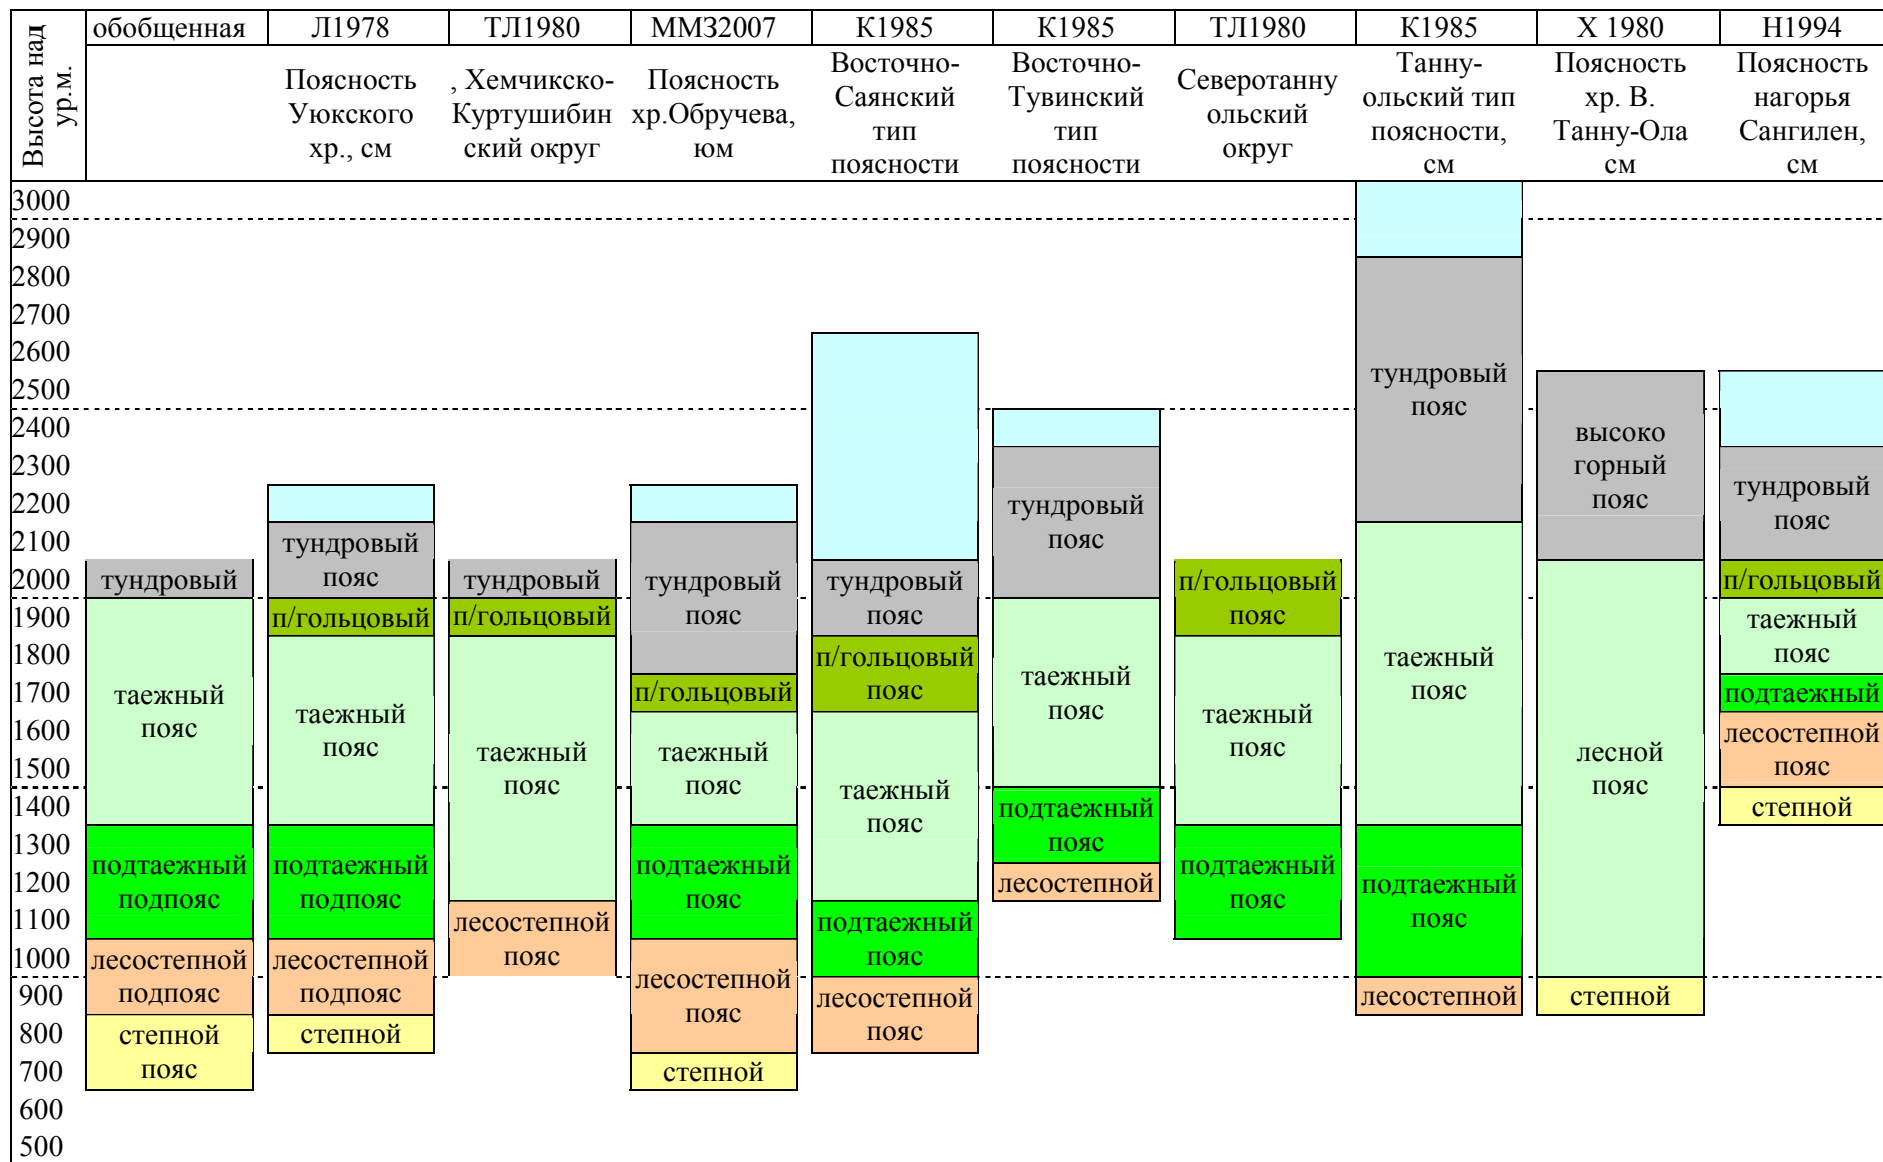 Высота над
ур.м.
обобщенная
Л1978
ТЛ1980
ММЗ2007
К1985
К1985
ТЛ1980
К1985
Х 1980
Н1994
Поясность
Уюкского
хр., см
, Хемчикско-
Куртушибин
ский округ
Поясность
хр.Обручева,
юм
Восточно-
Саянский
тип
поясности
Восточно-
Тувинский
тип
поясности
Северотанну
ольский
округ
Танну-
ольский тип
поясности,
см
Поясность
хр. В.
Танну-Ола
см
Поясность
нагорья
Сангилен,
см
3000
2900
2800
2700
2600
2500
2400
2300
2200
2100
2000
1900
1800
1700
1600
1500
1400
1300
1200
1100
1000
900
800
700
600
500
тундровый
таежный
пояс
подтаежный
подпояс
лесостепной
подпояс
степной
пояс
тундровый
пояс
п/гольцовый
таежный
пояс
подтаежный
подпояс
лесостепной
подпояс
степной
тундровый
п/гольцовый
таежный
пояс
лесостепной
пояс
тундровый
пояс
п/гольцовый
таежный
пояс
подтаежный
пояс
лесостепной
пояс
степной
тундровый
пояс
п/гольцовый
пояс
таежный
пояс
подтаежный
пояс
лесостепной
пояс
тундровый
пояс
таежный
пояс
подтаежный
пояс
лесостепной
п/гольцовый
пояс
таежный
пояс
подтаежный
пояс
тундровый
пояс
таежный
пояс
подтаежный
пояс
лесостепной
высоко
горный
пояс
лесной
пояс
степной
тундровый
пояс
п/гольцовый
таежный
пояс
подтаежный
лесостепной
пояс
степной